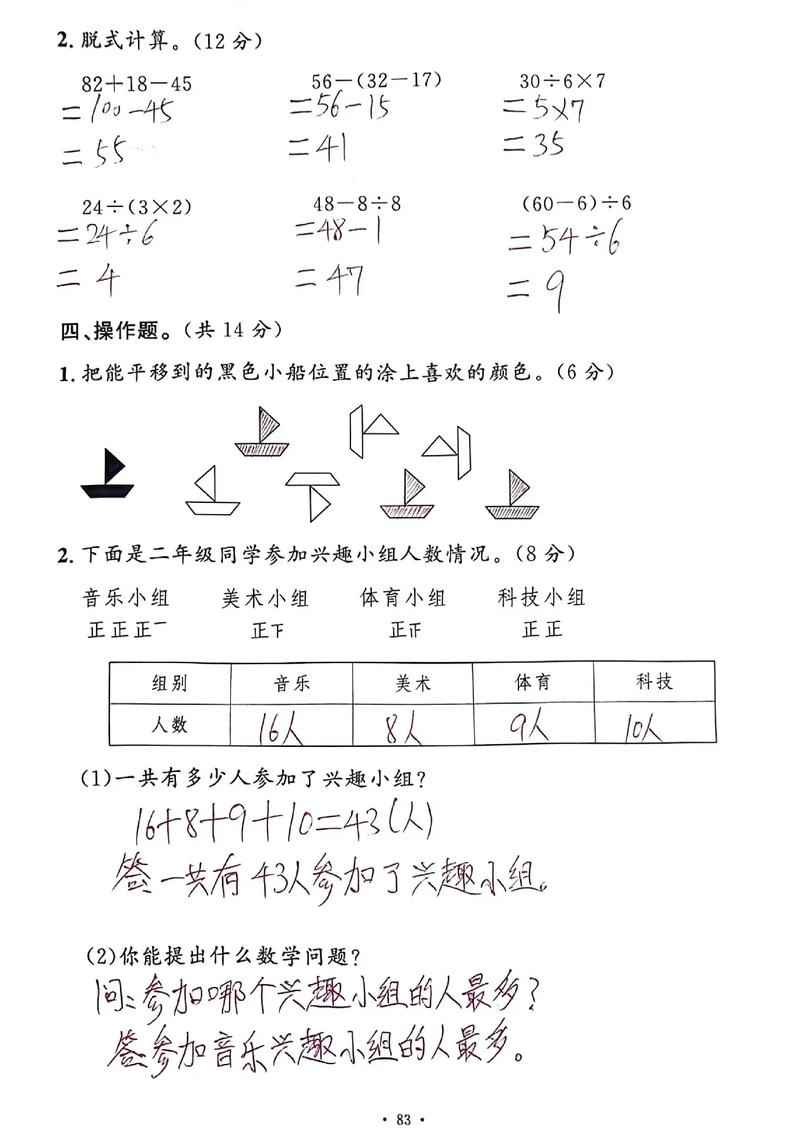 2. 脱式计算。(12 分)
82＋18－45 56－(32－17) 30÷6×7
＝100－45 ＝56－15 ＝5×7
＝55 ＝41 ＝35
24÷(3×2) 48－8÷8 (60－6)÷6
＝24÷6 ＝48－1 ＝54÷6
＝4 ＝47 ＝9
四、操作题。(共 14 分)
1. 把能平移到的黑色小船位置的涂上喜欢的颜色。(6 分)
2. 下面是二年级同学参加兴趣小组人数情况。(8 分)
音乐小组 美术小组 体育小组 科技小组
正正正一 正下 正正 正正
组别 音乐 美术 体育 科技
人数 16人 8人 9人 10人
(1)一共有多少人参加了兴趣小组?
16＋8＋9＋10＝43(人)
答:一共有43人参加了兴趣小组。
(2)你能提出什么数学问题?
问:参加哪个兴趣小组的人最多?
答:参加音乐兴趣小组的人最多。
· 83 ·